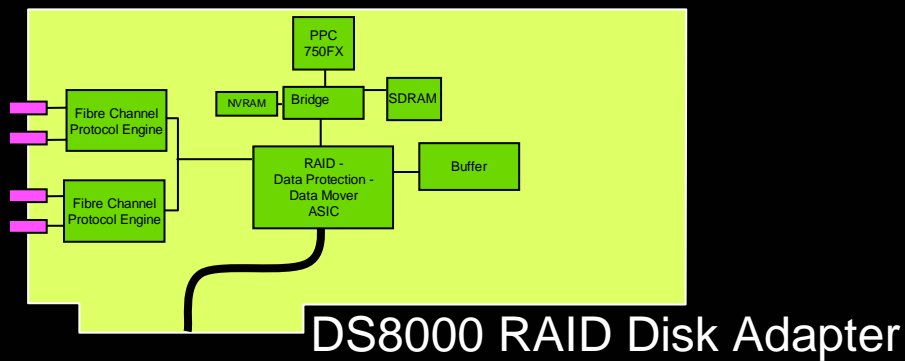 PPC
750FX
NVRAM
Bridge
SDRAM
Fibre Channel
Protocol Engine
RAID -
Data Protection -
Data Mover
ASIC
Buffer
Fibre Channel
Protocol Engine
DS8000 RAID Disk Adapter